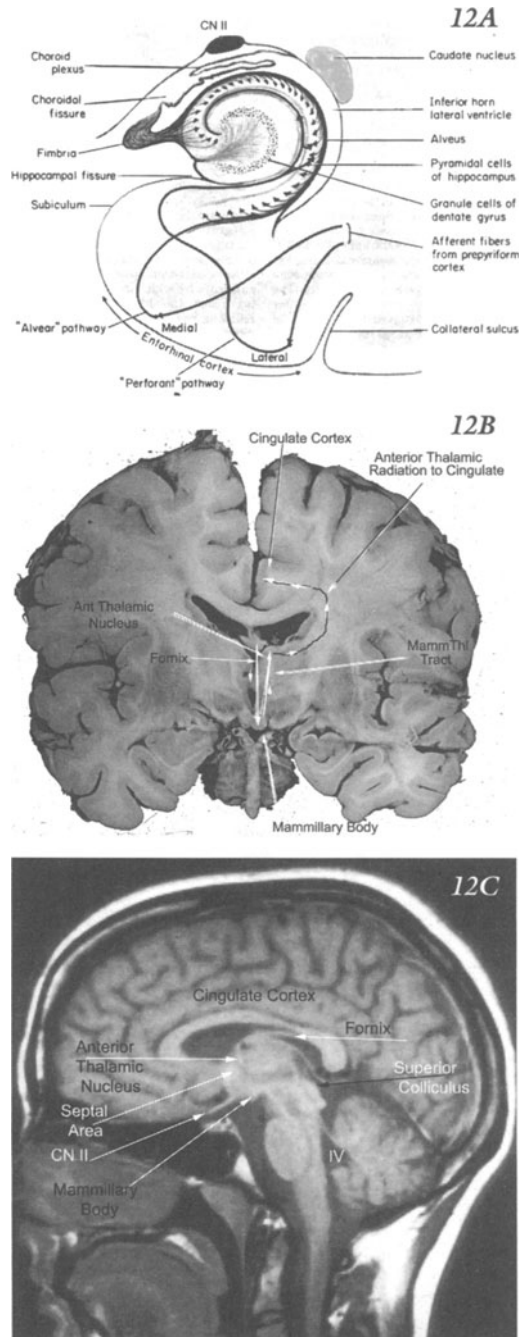 12A
CN II
Choroid
plexus
Choroidal
fissure
Fimbria
Hippocampal fissure
Subiculum
"Alvear" pathway
Medial
Entorhinal cortex
Lateral
"Perforant" pathway
Caudate nucleus
Inferior horn
lateral ventricle
Alveus
Pyramidal cells
of hippocampus
Granule cells of
dentate gyrus
Afferent fibers
from prepyriform
cortex
Collateral sulcus
12B
Cingulate Cortex
Anterior Thalamic
Radiation to Cingulate
Ant Thalamic
Nucleus
Fornix
MammThl
Tract
Mammillary Body
12C
Cingulate Cortex
Fornix
Anterior
Thalamic
Nucleus
Superior
Colliculus
Septal
Area
CN II
IV
Mammillary
Body